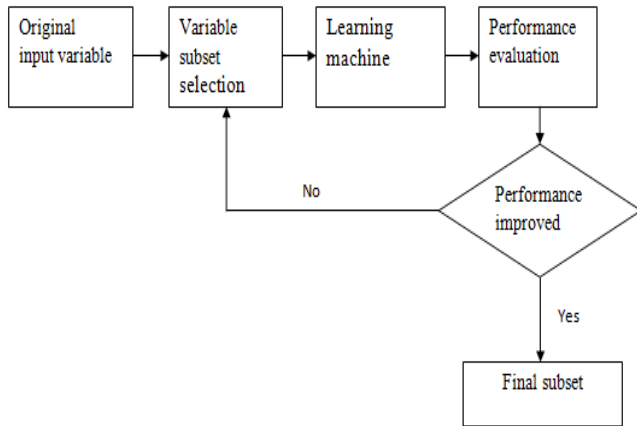 Original
input variable
Variable
subset
selection
Learning
machine
Performance
evaluation
Performance
improved
No
Yes
Final subset